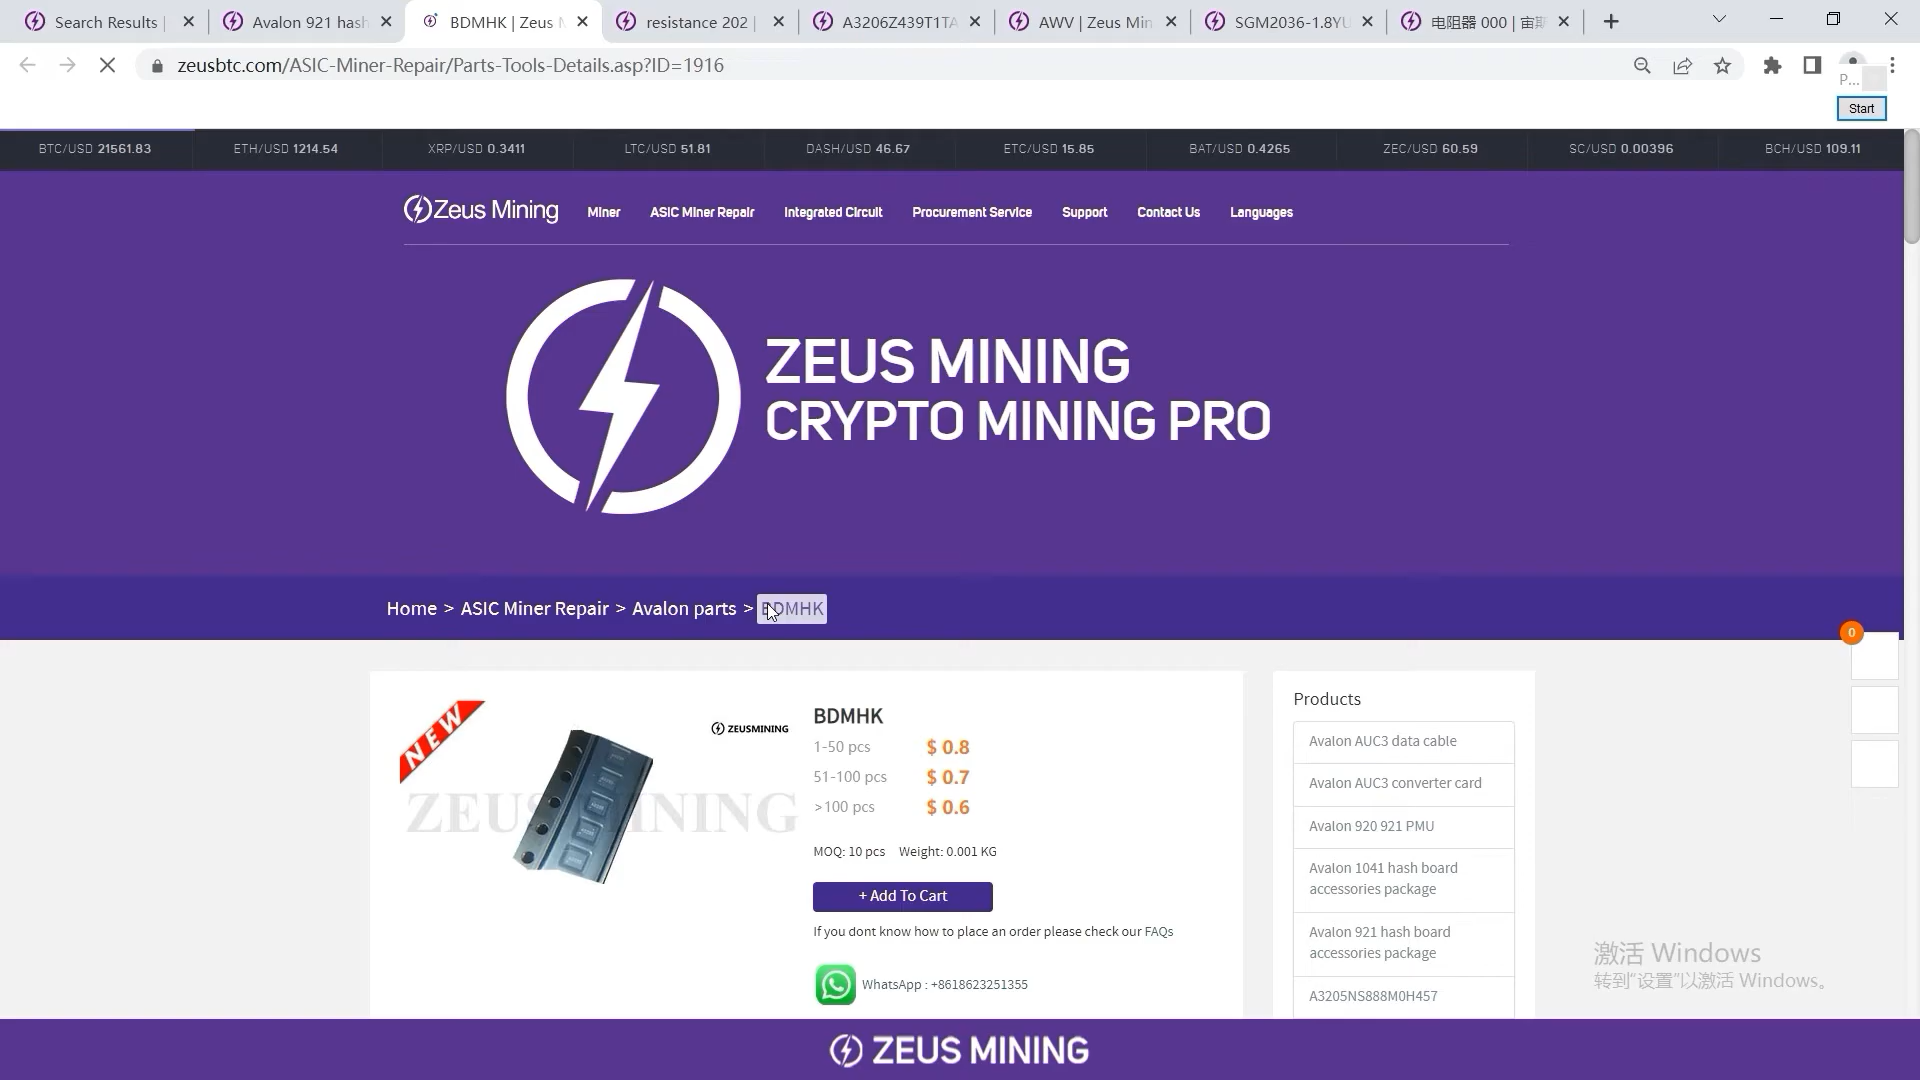 Search Results |
Avalon 921 hash
BDMHK | Zeus M
resistance 202 |
A3206Z439T1TA
AWV | Zeus Min
SGM2036-1.8YU
电阻器 000 | 宙斯
zeusbtc.com/ASIC-Miner-Repair/Parts-Tools-Details.asp?ID=1916
P...
Start
BTC/USD 21561.83
ETH/USD 1214.54
XRP/USD 0.3411
LTC/USD 51.81
DASH/USD 46.67
ETC/USD 15.85
BAT/USD 0.4265
ZEC/USD 60.59
SC/USD 0.00396
BCH/USD 109.11
Zeus Mining
Miner
ASIC Miner Repair
Integrated Circuit
Procurement Service
Support
Contact Us
Languages
ZEUS MINING
CRYPTO MINING PRO
Home > ASIC Miner Repair > Avalon parts > BDMHK
0
NEW
ZEUSMINING
ZEUS MINING
BDMHK
1-50 pcs $ 0.8
51-100 pcs $ 0.7
>100 pcs $ 0.6
MOQ: 10 pcs Weight: 0.001 KG
+ Add To Cart
If you dont know how to place an order please check our FAQs
WhatsApp : +8618623251355
Products
Avalon AUC3 data cable
Avalon AUC3 converter card
Avalon 920 921 PMU
Avalon 1041 hash board
accessories package
Avalon 921 hash board
accessories package
A3205NS888M0H457
激活 Windows
转到“设置”以激活 Windows。
ZEUS MINING